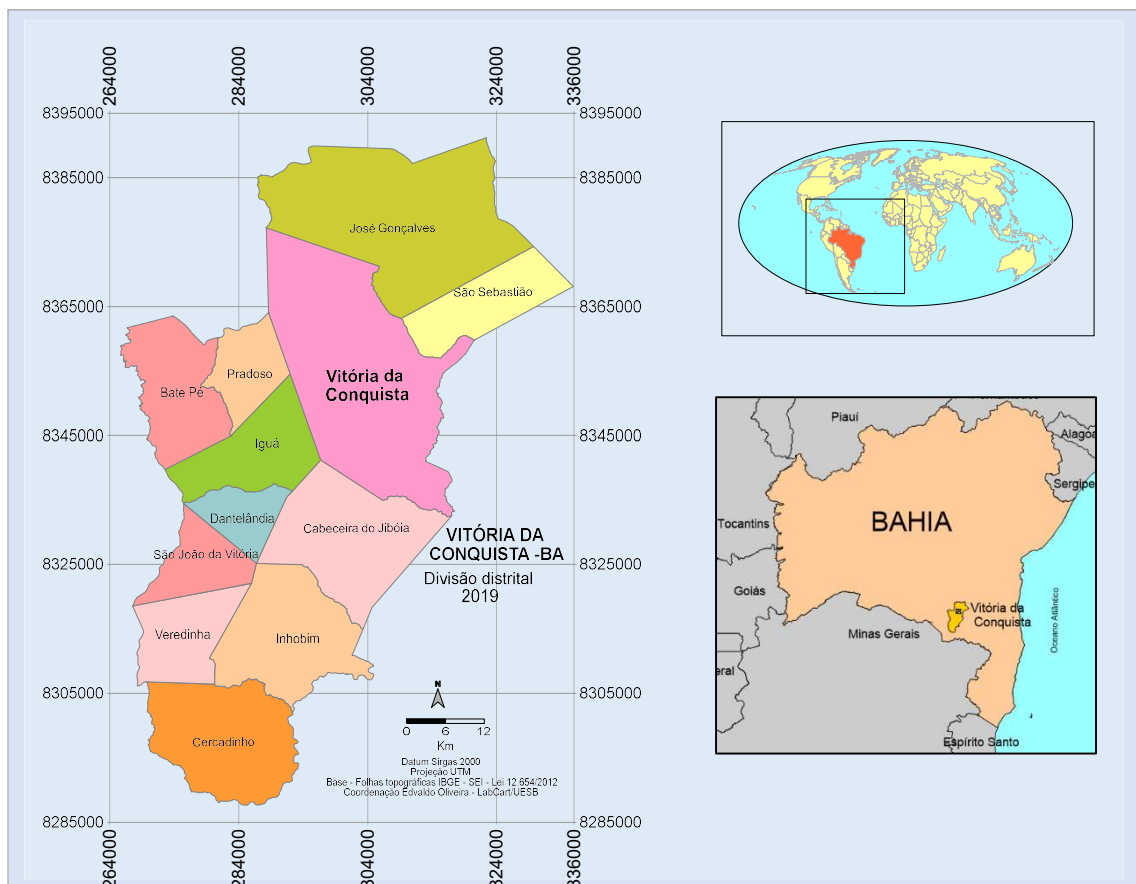 264000
284000
304000
324000
336000
8395000
8395000
8385000
8385000
José Gonçalves
São Sebastião
8365000
8365000
Pradoso
Bate Pé
Vitória da
Conquista
8345000
8345000
Iguá
Dantelândia
Cabeceira do Jibóia
São João da Vitória
VITÓRIA DA
CONQUISTA -BA
Divisão distrital
2019
8325000
8325000
Veredinha
Inhobim
8305000
8305000
Cercadinho
N
0 6 12
Km
Datum Sirgas 2000
Projeção UTM
Base - Folhas topográficas IBGE - SEI - Lei 12.654/2012
Coordenação Edvaldo Oliveira - LabCart/UESB
8285000
8285000
264000
284000
304000
324000
336000
Piauí
Alagoa
Sergipe
Tocantins
BAHIA
Goiás
Vitória da
Conquista
Minas Gerais
Oceano Atlântico
eral
Espírito Santo